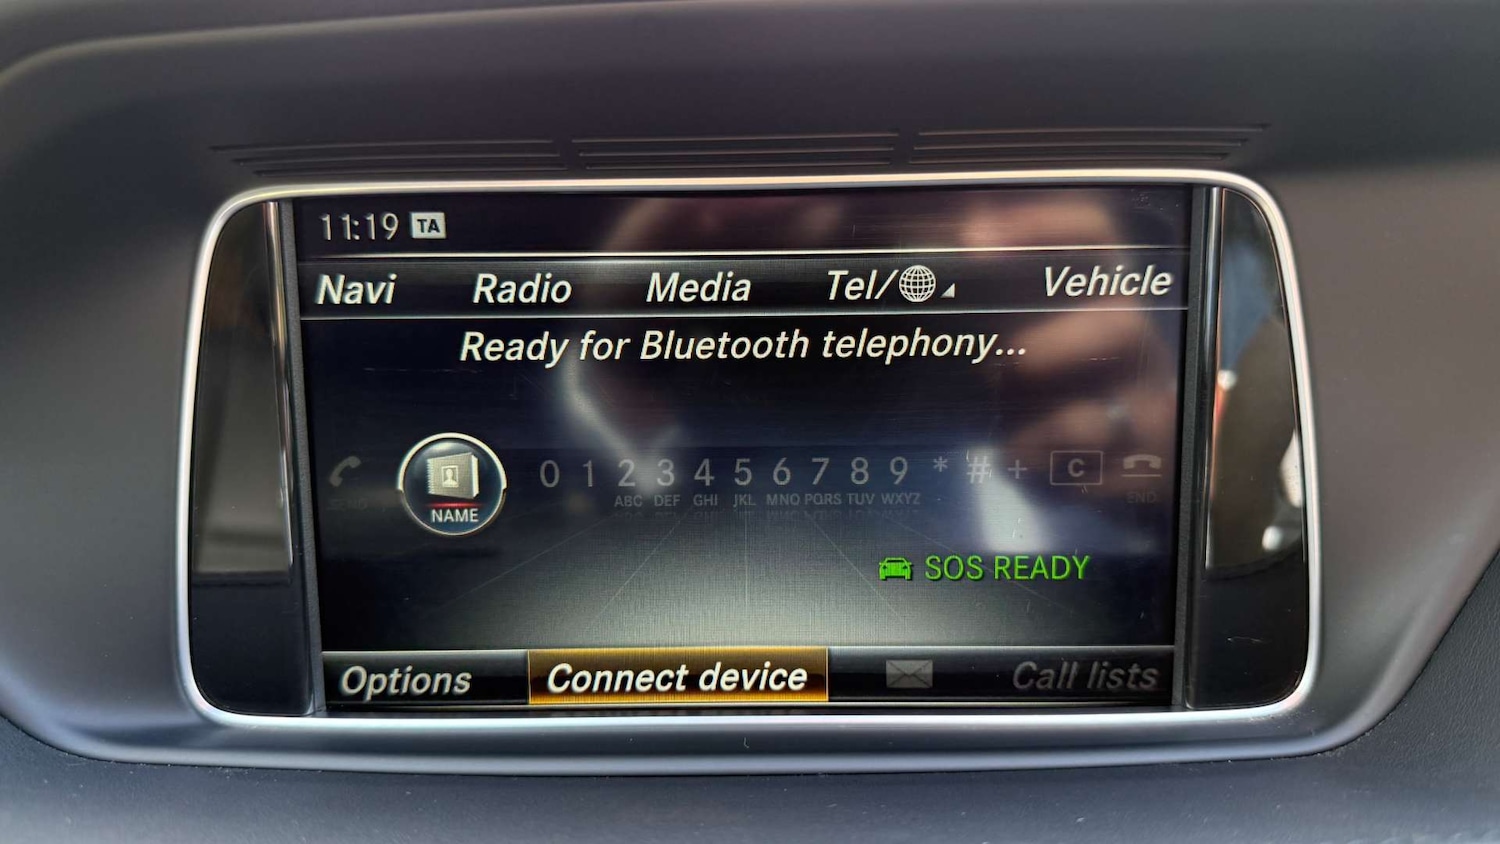 11:19 TA
Navi Radio Media Tel/ Vehicle
Ready for Bluetooth telephony...
0 1 2 3 4 5 6 7 8 9 * # + C
SEND NAME ABC DEF GHI JKL MNO PQRS TUV WXYZ END
SOS READY
Options Connect device Call lists